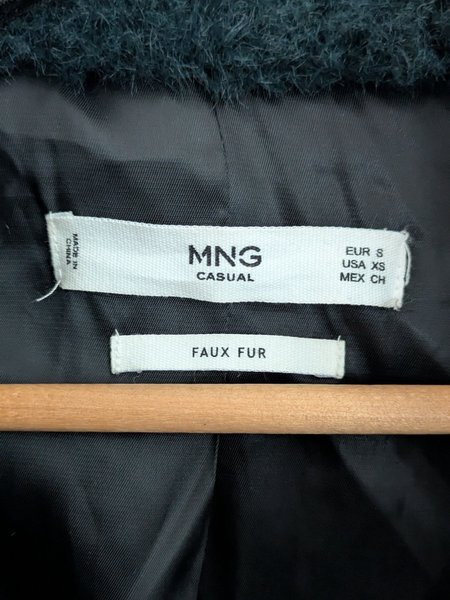 MADE IN
CHINA
MNG
CASUAL
EUR S
USA XS
MEX CH
FAUX FUR